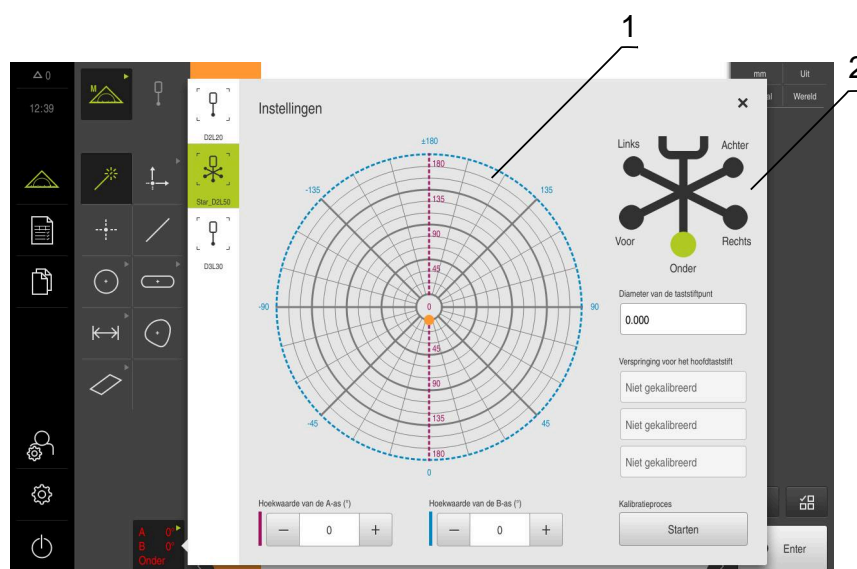 1
2
0
12:39
M
D2L20
Star_D2L50
D3L30
Instellingen
mm Uit
al Wereld
±180
180
-135 135 135
90
45
-90 0 90
45
90
135
-45 45
180
0
Links Achter
Voor Rechts
Onder
Diameter van de taststiftpunt
0.000
Verspringing voor het hoofdtaststift
Niet gekalibreerd
Niet gekalibreerd
Niet gekalibreerd
Hoekwaarde van de A-as (°) Hoekwaarde van de B-as (°) Kalibratieproces
− 0 + − 0 + Starten
A 0°
B 0°
Onder
Enter